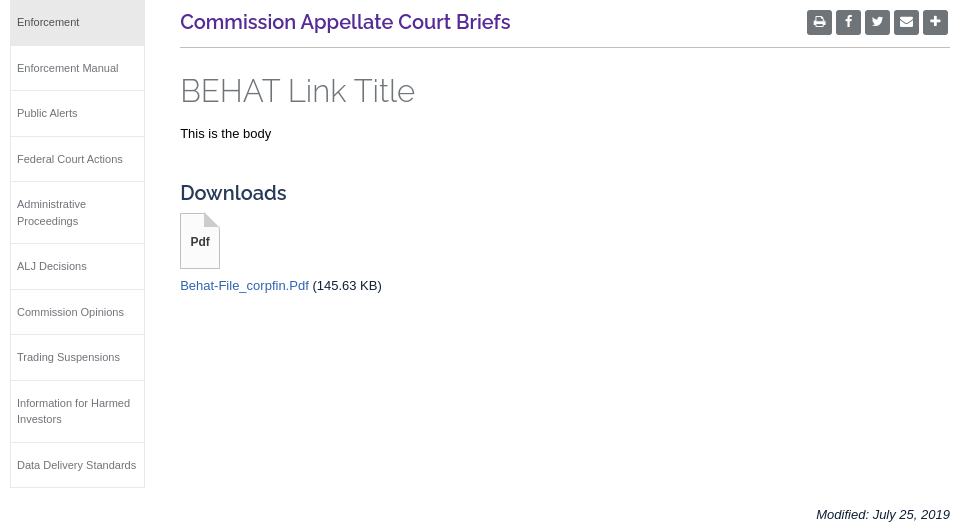 Enforcement
Enforcement Manual
Public Alerts
Federal Court Actions
Administrative
Proceedings
ALJ Decisions
Commission Opinions
Trading Suspensions
Information for Harmed
Investors
Data Delivery Standards
Commission Appellate Court Briefs
BEHAT Link Title
This is the body
Downloads
Pdf
Behat-File_corpfin.Pdf (145.63 KB)
Modified: July 25, 2019